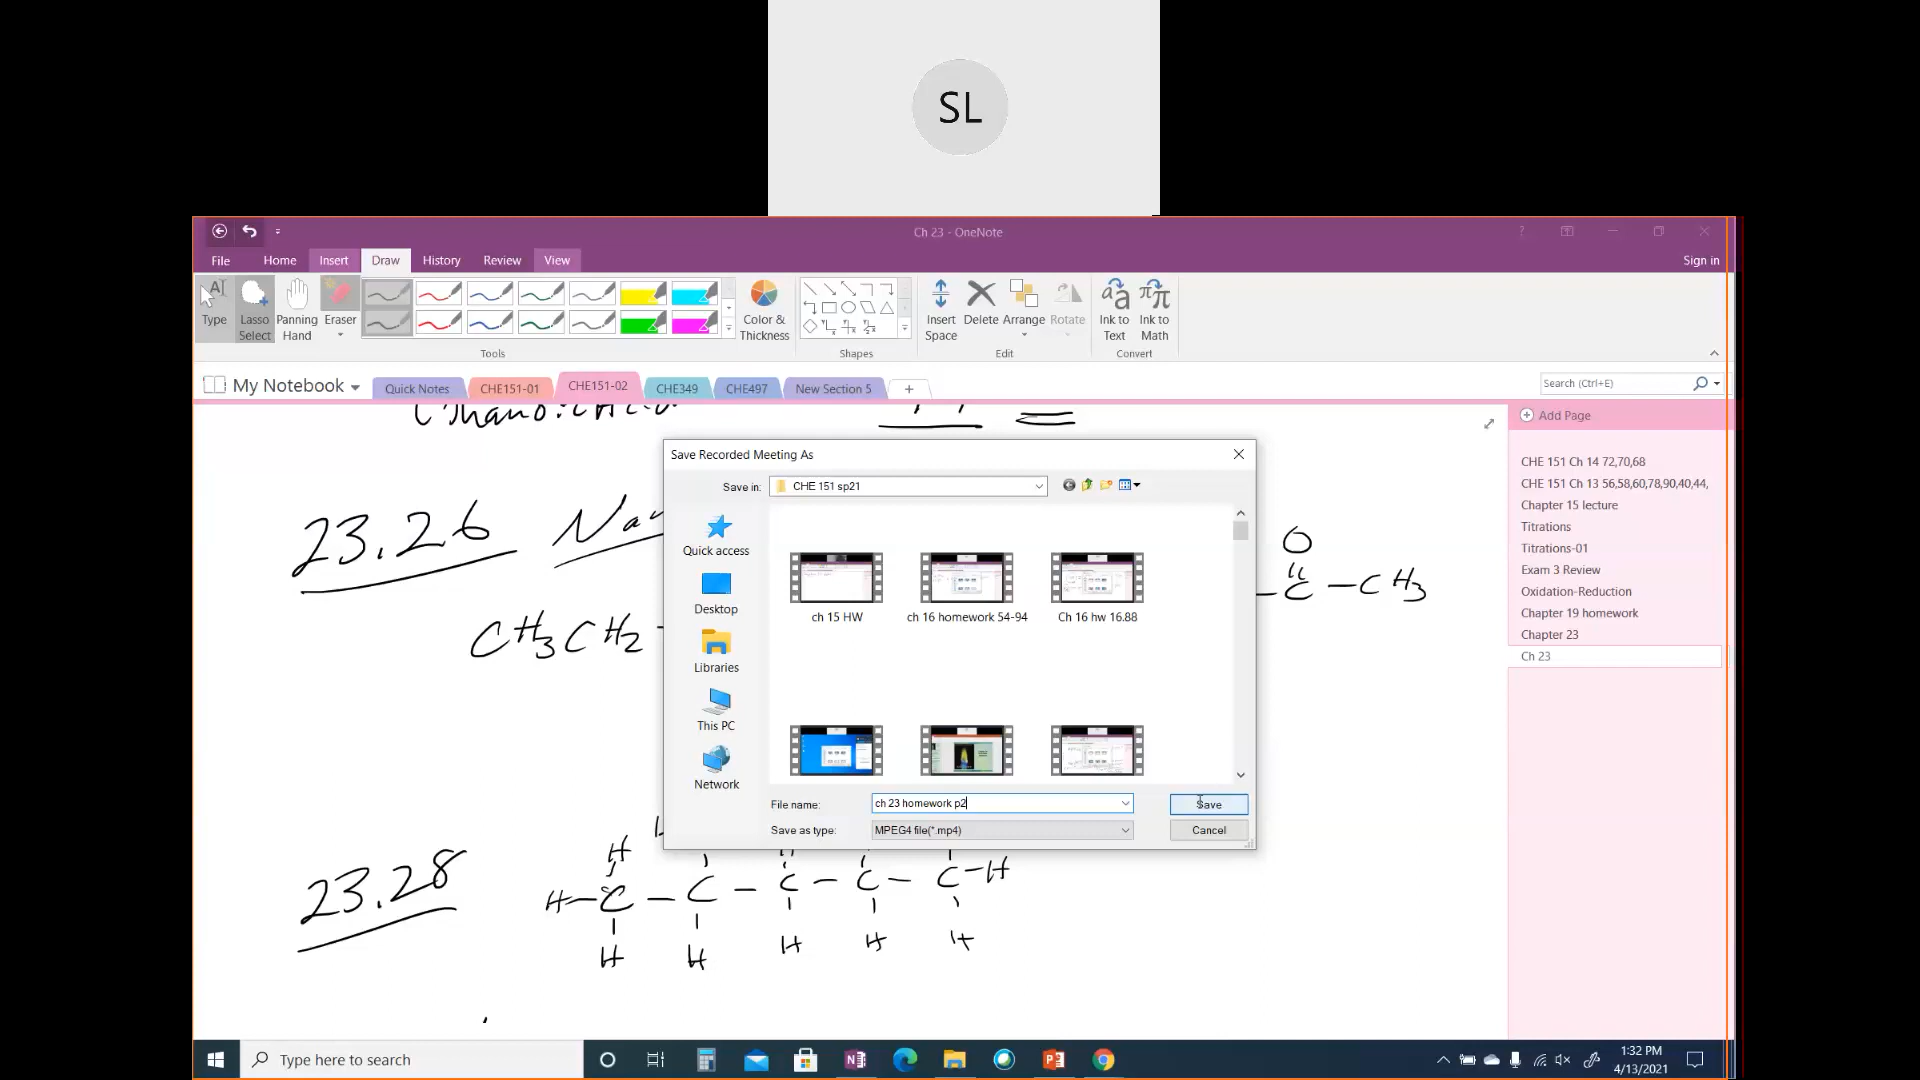 SL
Ch 23 - OneNote
File Home Insert Draw History Review View Sign in
Type
Lasso Select
Panning Hand
Eraser
Color & Thickness
Insert Space
Delete
Arrange
Rotate
Ink to Text
Ink to Math
Tools Shapes Edit Convert
My Notebook Quick Notes CHE151-01 CHE151-02 CHE349 CHE497 New Section 5 + Search (Ctrl+E)
Add Page
CHE 151 Ch 14 72,70,68
CHE 151 Ch 13 56,58,60,78,90,40,44,
Chapter 15 lecture
Titrations
Titrations-01
Exam 3 Review
Oxidation-Reduction
Chapter 19 homework
Chapter 23
Ch 23
Save Recorded Meeting As
Save in: CHE 151 sp21
Quick access
Desktop
Libraries
This PC
Network
ch 15 HW ch 16 homework 54-94 Ch 16 hw 16.88
File name: ch 23 homework p2 Save
Save as type: MPEG4 file(*.mp4) Cancel
23.26
O
CH3CH2
C - CH3
23.28
H
H - C - C - C - C - C - H
H H H H H
Type here to search
1:32 PM
4/13/2021